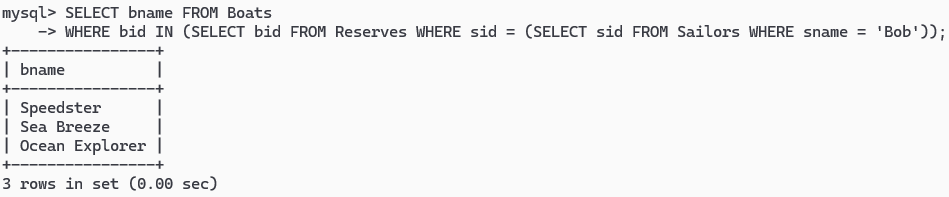 mysql> SELECT bname FROM Boats
    -> WHERE bid IN (SELECT bid FROM Reserves WHERE sid = (SELECT sid FROM Sailors WHERE sname = 'Bob'));
+----------------+
| bname          |
+----------------+
| Speedster      |
| Sea Breeze     |
| Ocean Explorer |
+----------------+
3 rows in set (0.00 sec)